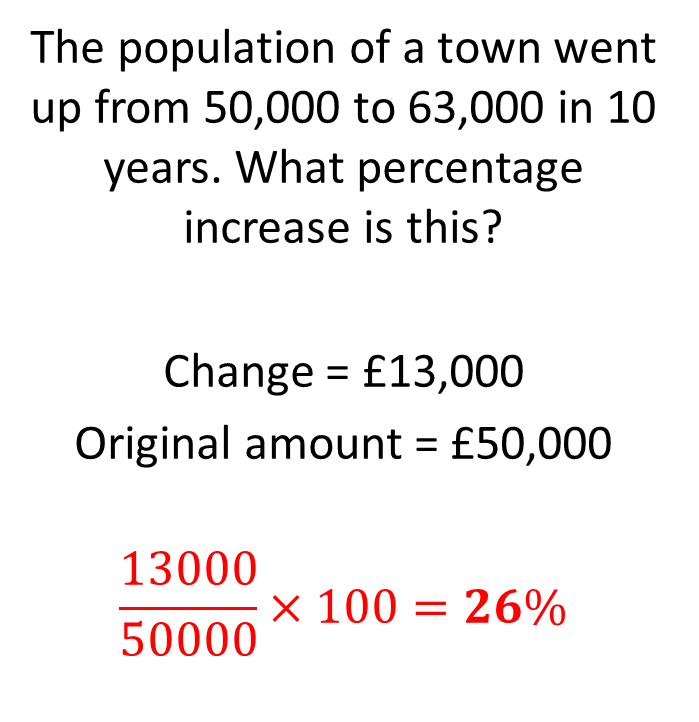 The population of a town went
up from 50,000 to 63,000 in 10
years. What percentage
increase is this?
Change = £13,000
Original amount = £50,000
13000
50000
× 100 = 26%